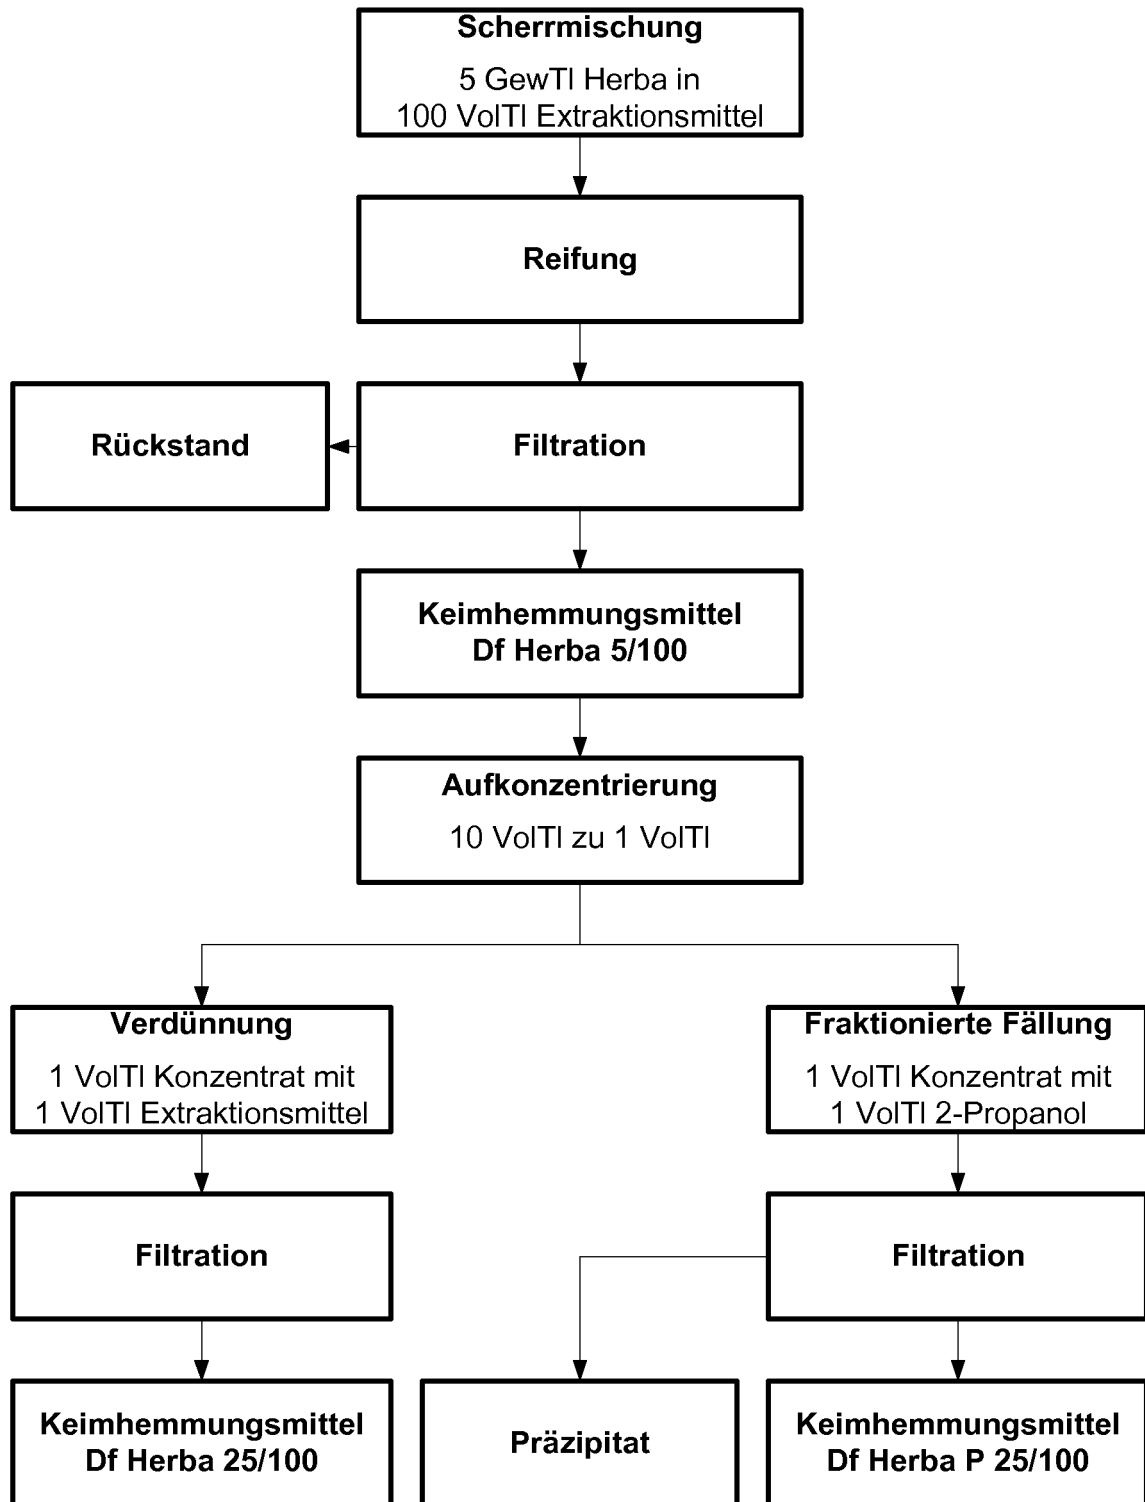 Scherrmischung
5 GewTl Herba in
100 VolTl Extraktionsmittel
Reifung
Rückstand
Filtration
Keimhemmungsmittel
Df Herba 5/100
Aufkonzentrierung
10 VolTl zu 1 VolTl
Verdünnung
1 VolTl Konzentrat mit
1 VolTl Extraktionsmittel
Fraktionierte Fällung
1 VolTl Konzentrat mit
1 VolTl 2-Propanol
Filtration
Filtration
Keimhemmungsmittel
Df Herba 25/100
Präzipitat
Keimhemmungsmittel
Df Herba P 25/100